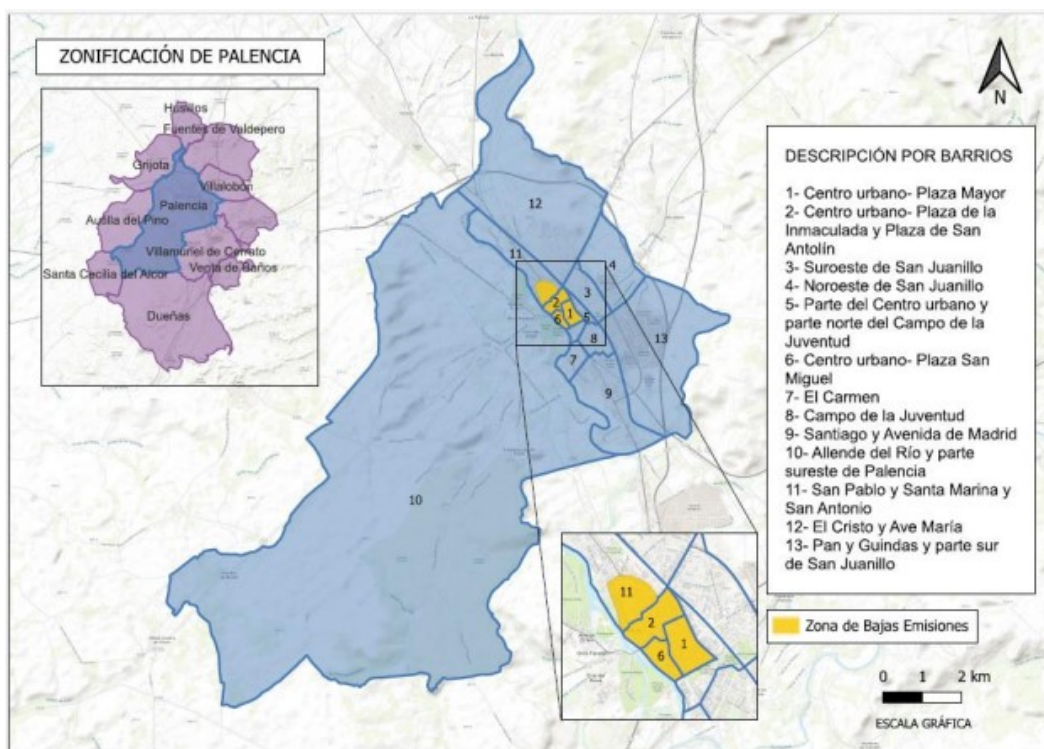 ZONIFICACIÓN DE PALENCIA
Husillos
Fuentes de Valdepero
Grijota
Villalobón
Palencia
Autilla del Pino
Villamuriel de Cerrato
Venta de Baños
Santa Cecilia del Alcor
Dueñas
N
12
11
4
3
2
1
5
6
8
13
7
9
10
11
2
1
6
DESCRIPCIÓN POR BARRIOS
1- Centro urbano- Plaza Mayor
2- Centro urbano- Plaza de la
Inmaculada y Plaza de San
Antolín
3- Suroeste de San Juanillo
4- Noroeste de San Juanillo
5- Parte del Centro urbano y
parte norte del Campo de la
Juventud
6- Centro urbano- Plaza San
Miguel
7- El Carmen
8- Campo de la Juventud
9- Santiago y Avenida de Madrid
10- Allende del Río y parte
sureste de Palencia
11- San Pablo y Santa Marina y
San Antonio
12- El Cristo y Ave María
13- Pan y Guindas y parte sur
de San Juanillo
Zona de Bajas Emisiones
0 1 2 km
ESCALA GRÁFICA